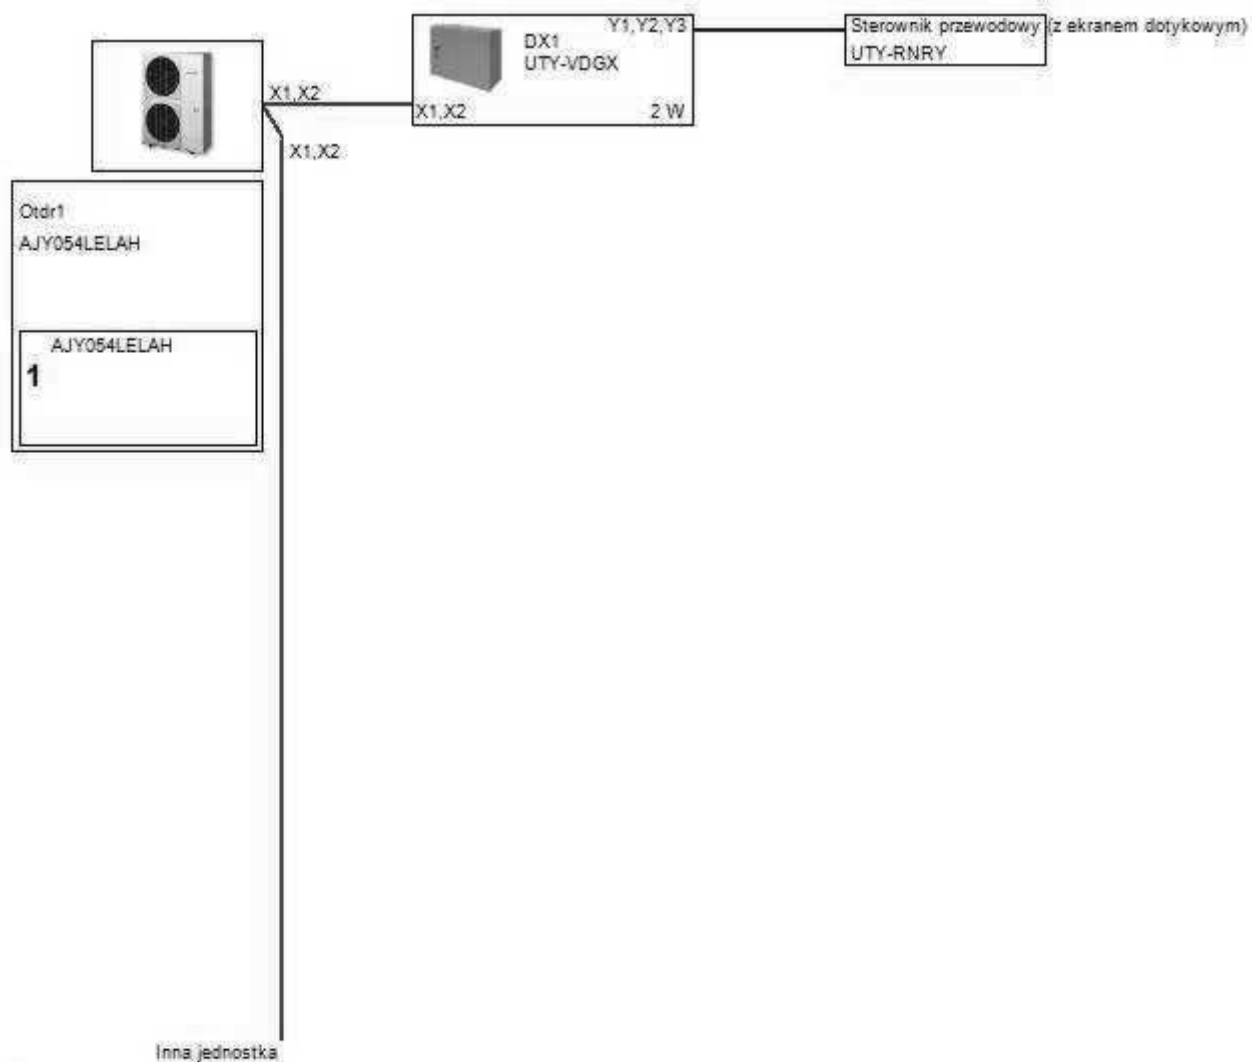 Y1,Y2,Y3
DX1
UTY-VDGX
X1,X2
2 W
Sterownik przewodowy (z ekranem dotykowym)
UTY-RNRY
X1,X2
X1,X2
Otdr1
AJY054LELAH
AJY054LELAH
1
Inna jednostka